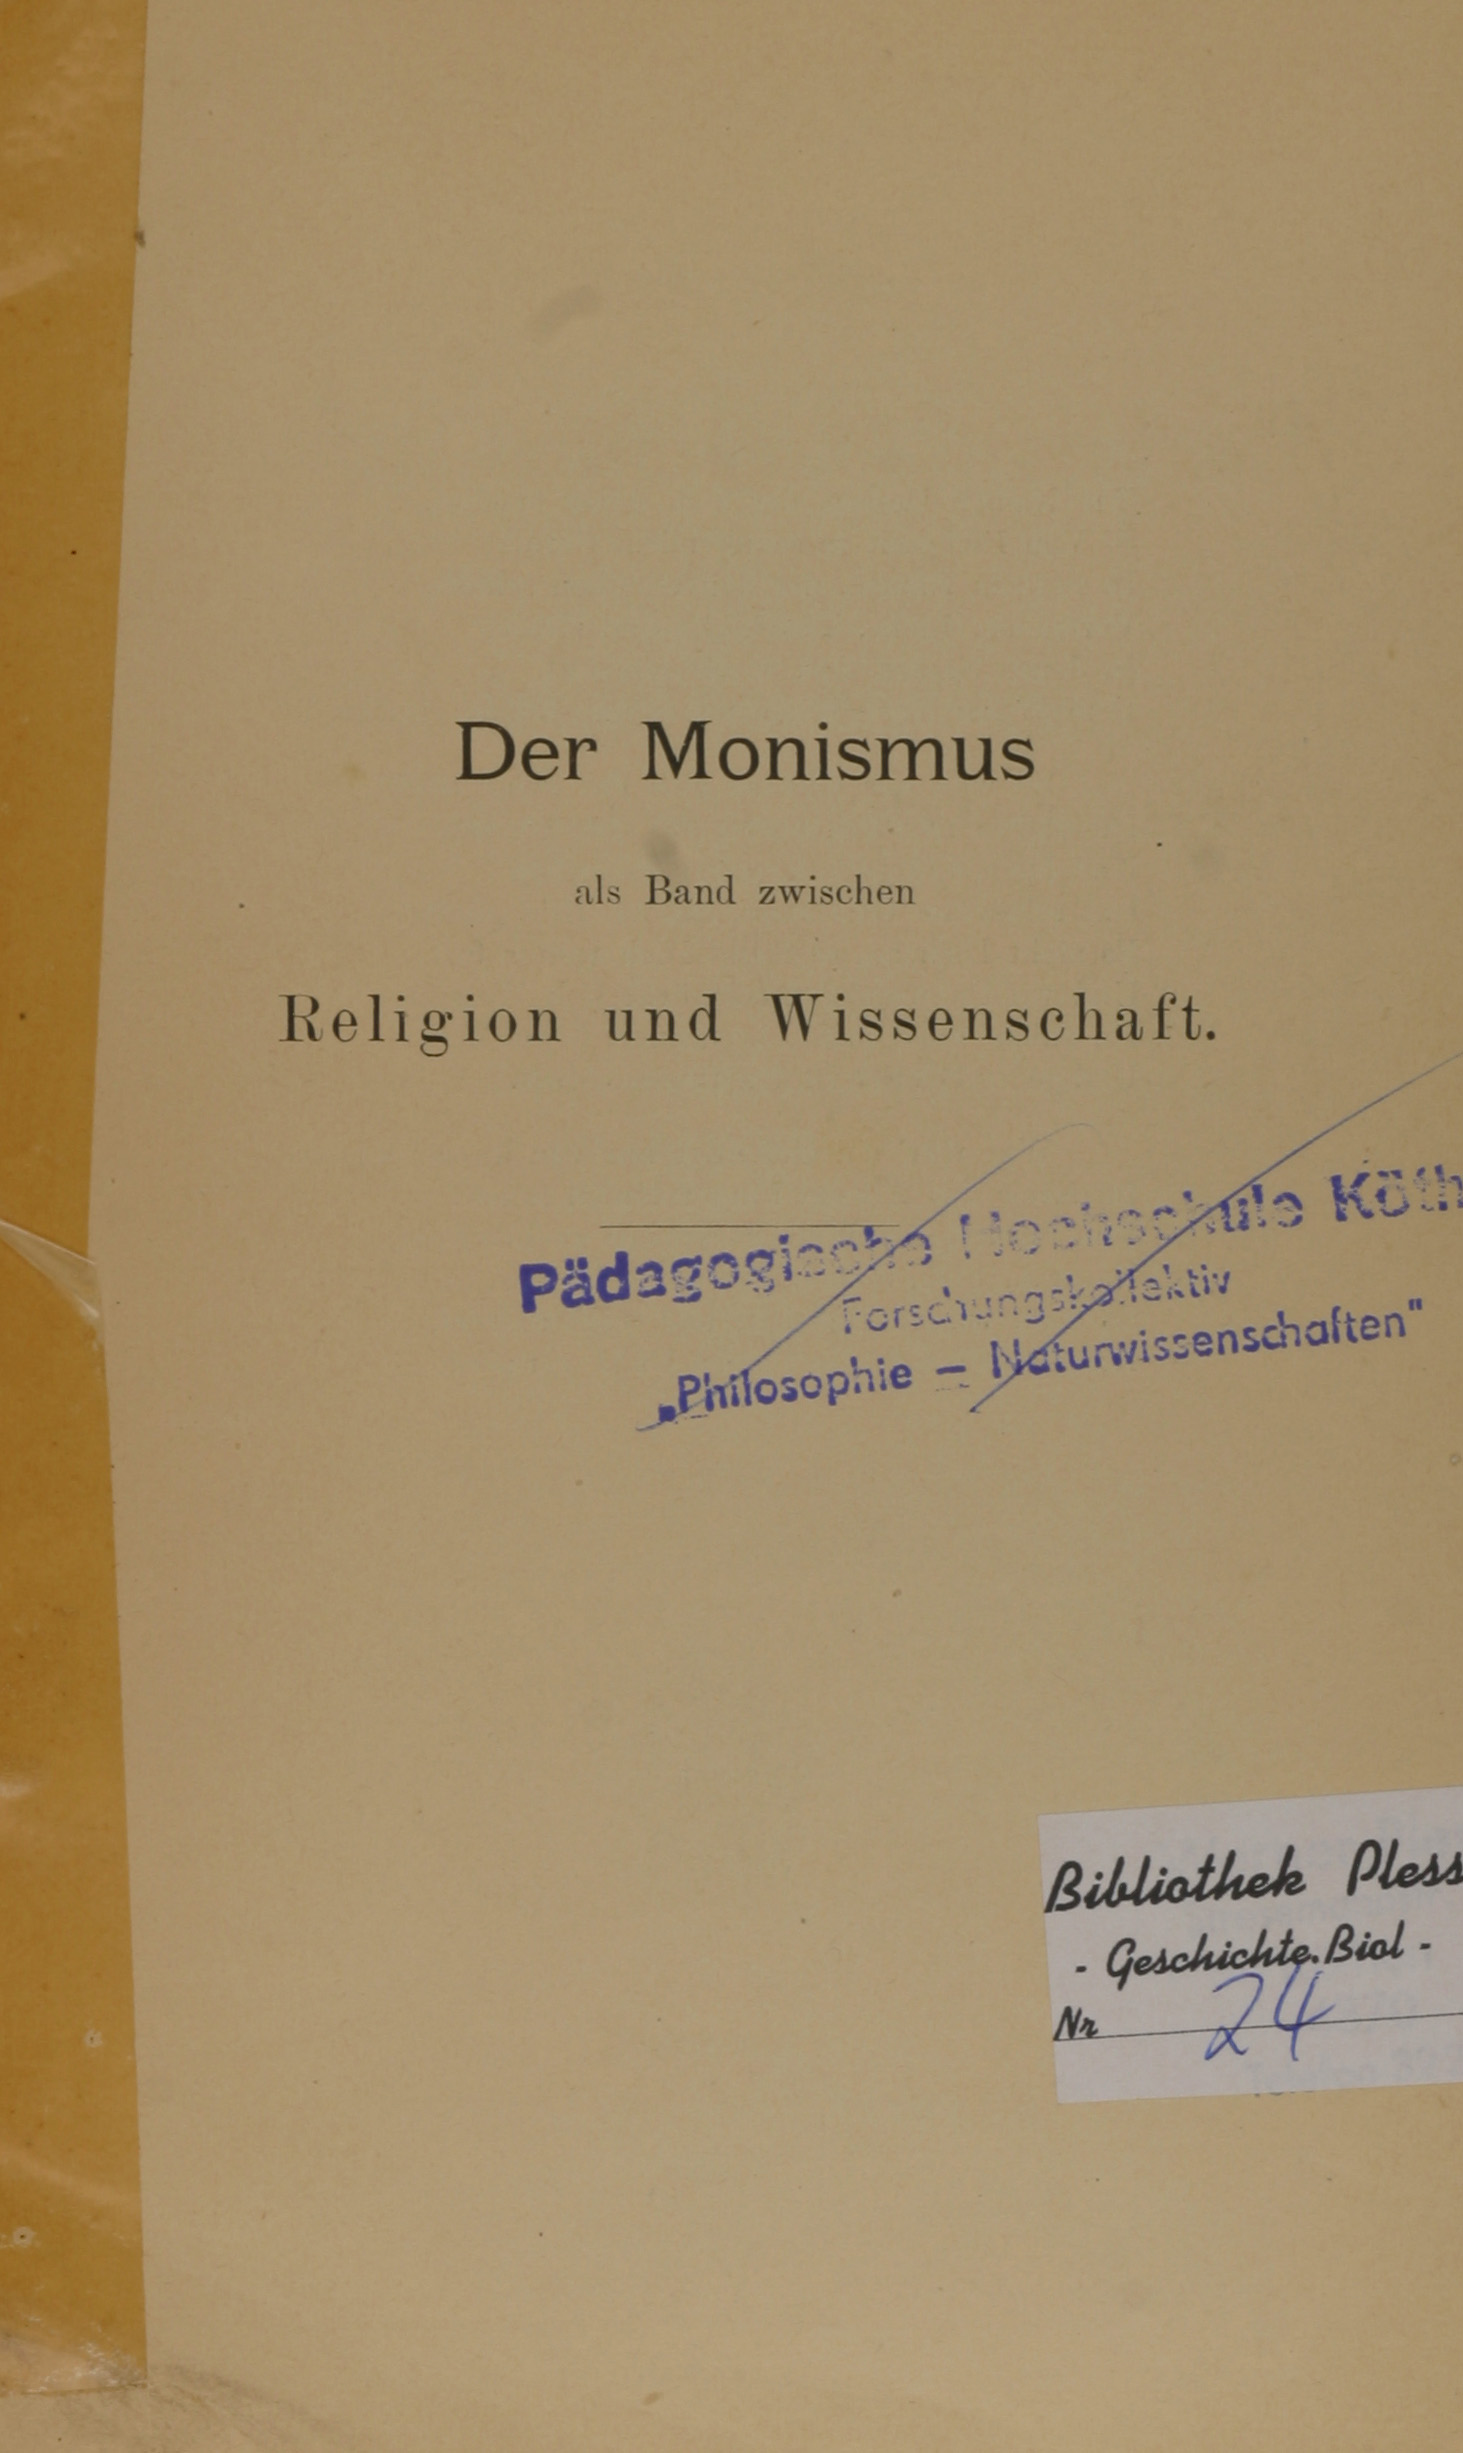 Der Monismus
als Band zwischen
Religion und Wissenschaft.
Pädagogische Hochschule Köth
Forschungskollektiv
„Philosophie — Naturwissenschaften"
Bibliothek Pless
- Geschichte.Biol -
Nr 24